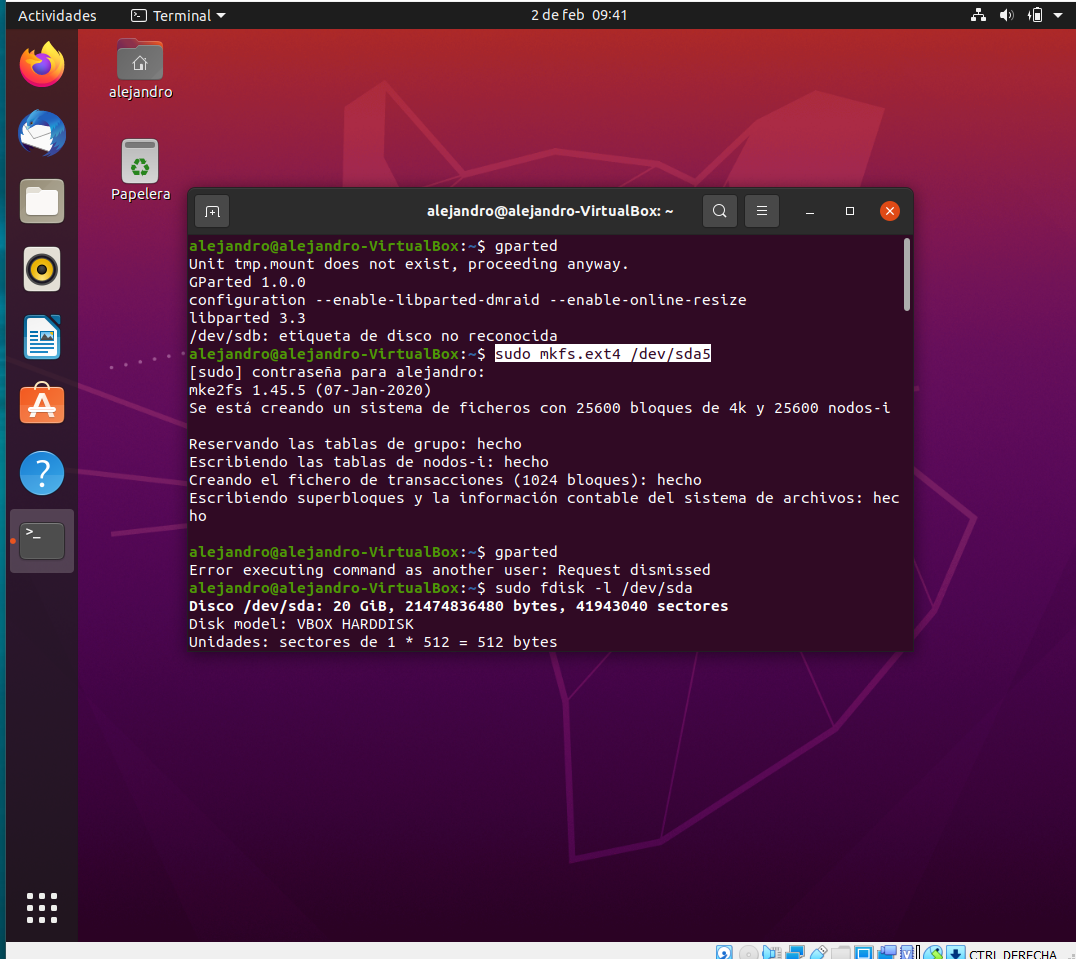 Actividades
Terminal
2 de feb 09:41
alejandro
Papelera
alejandro@alejandro-VirtualBox: ~
alejandro@alejandro-VirtualBox:~$ gparted
Unit tmp.mount does not exist, proceeding anyway.
GParted 1.0.0
configuration --enable-libparted-dmraid --enable-online-resize
libparted 3.3
/dev/sdb: etiqueta de disco no reconocida
alejandro@alejandro-VirtualBox:~$ sudo mkfs.ext4 /dev/sda5
[sudo] contraseña para alejandro:
mke2fs 1.45.5 (07-Jan-2020)
Se está creando un sistema de ficheros con 25600 bloques de 4k y 25600 nodos-i
Reservando las tablas de grupo: hecho
Escribiendo las tablas de nodos-i: hecho
Creando el fichero de transacciones (1024 bloques): hecho
Escribiendo superbloques y la información contable del sistema de archivos: hec
ho
alejandro@alejandro-VirtualBox:~$ gparted
Error executing command as another user: Request dismissed
alejandro@alejandro-VirtualBox:~$ sudo fdisk -l /dev/sda
Disco /dev/sda: 20 GiB, 21474836480 bytes, 41943040 sectores
Disk model: VBOX HARDDISK
Unidades: sectores de 1 * 512 = 512 bytes
CTRL DERECHA